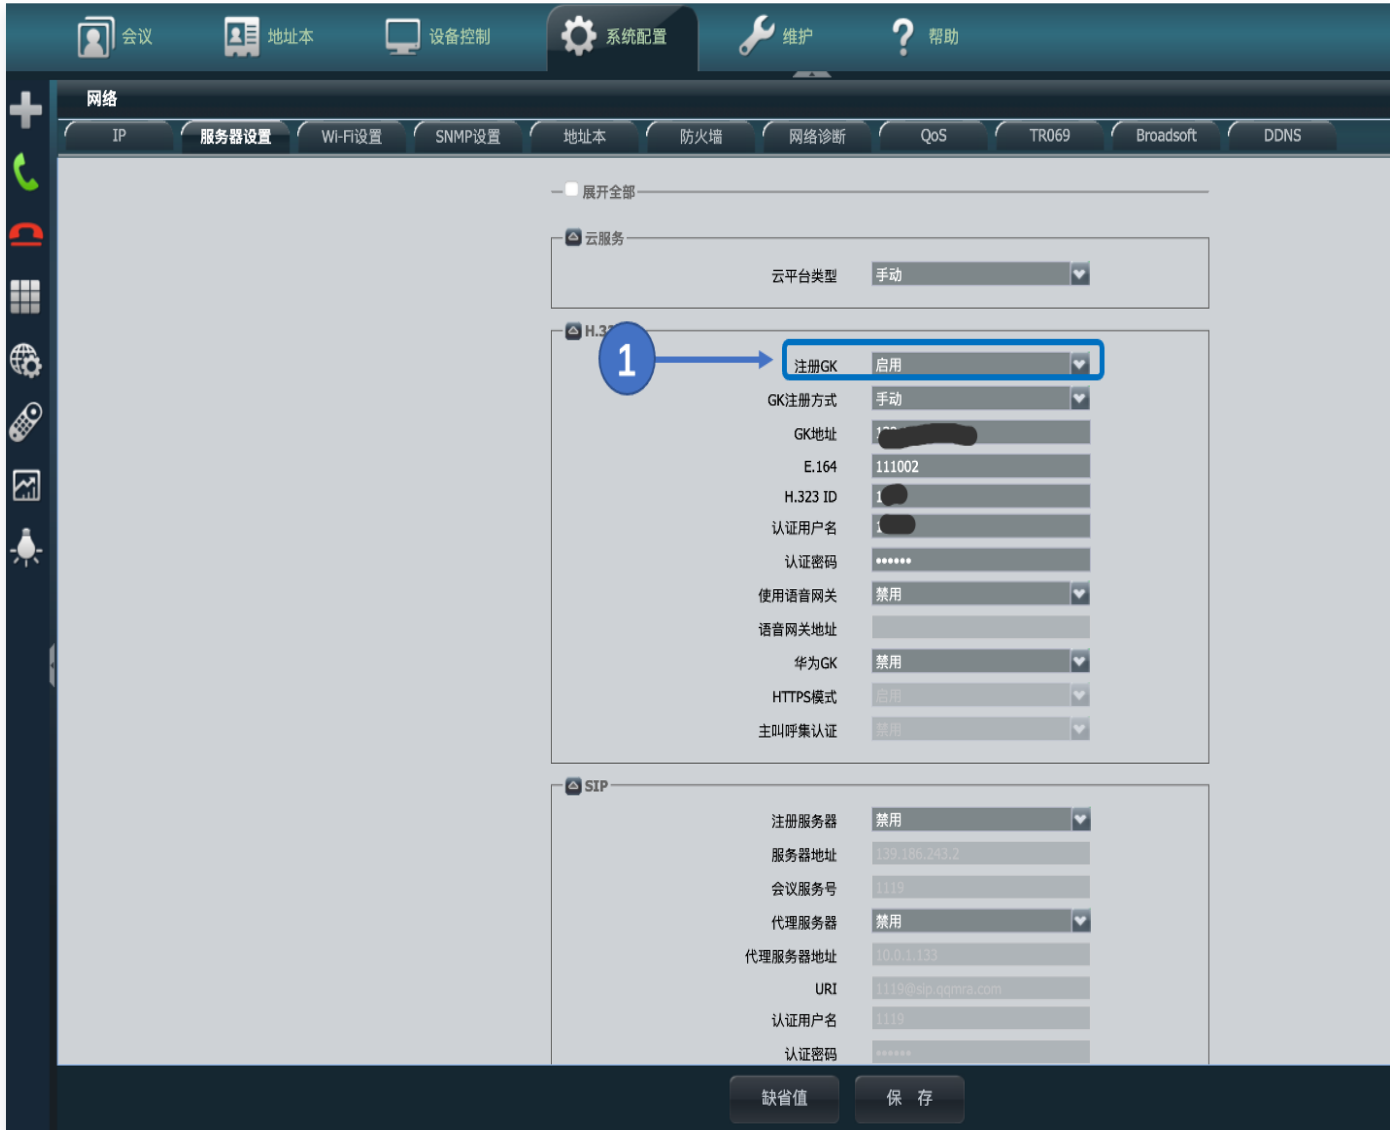 会议 地址本 设备控制 系统配置 维护 帮助
网络
IP 服务器设置 Wi-Fi设置 SNMP设置 地址本 防火墙 网络诊断 QoS TR069 Broadsoft DDNS
展开全部
云服务
云平台类型 手动
H.3
1
注册GK 启用
GK注册方式 手动
GK地址
E.164 111002
H.323 ID 1
认证用户名
认证密码 ••••••
使用语音网关 禁用
语音网关地址
华为GK 禁用
HTTPS模式 启用
主叫呼集认证 禁用
SIP
注册服务器 禁用
服务器地址 139.186.243.2
会议服务号 1119
代理服务器 禁用
代理服务器地址 10.0.1.133
URI 1119@sip.qqmra.com
认证用户名 1119
认证密码 ••••••
缺省值 保 存